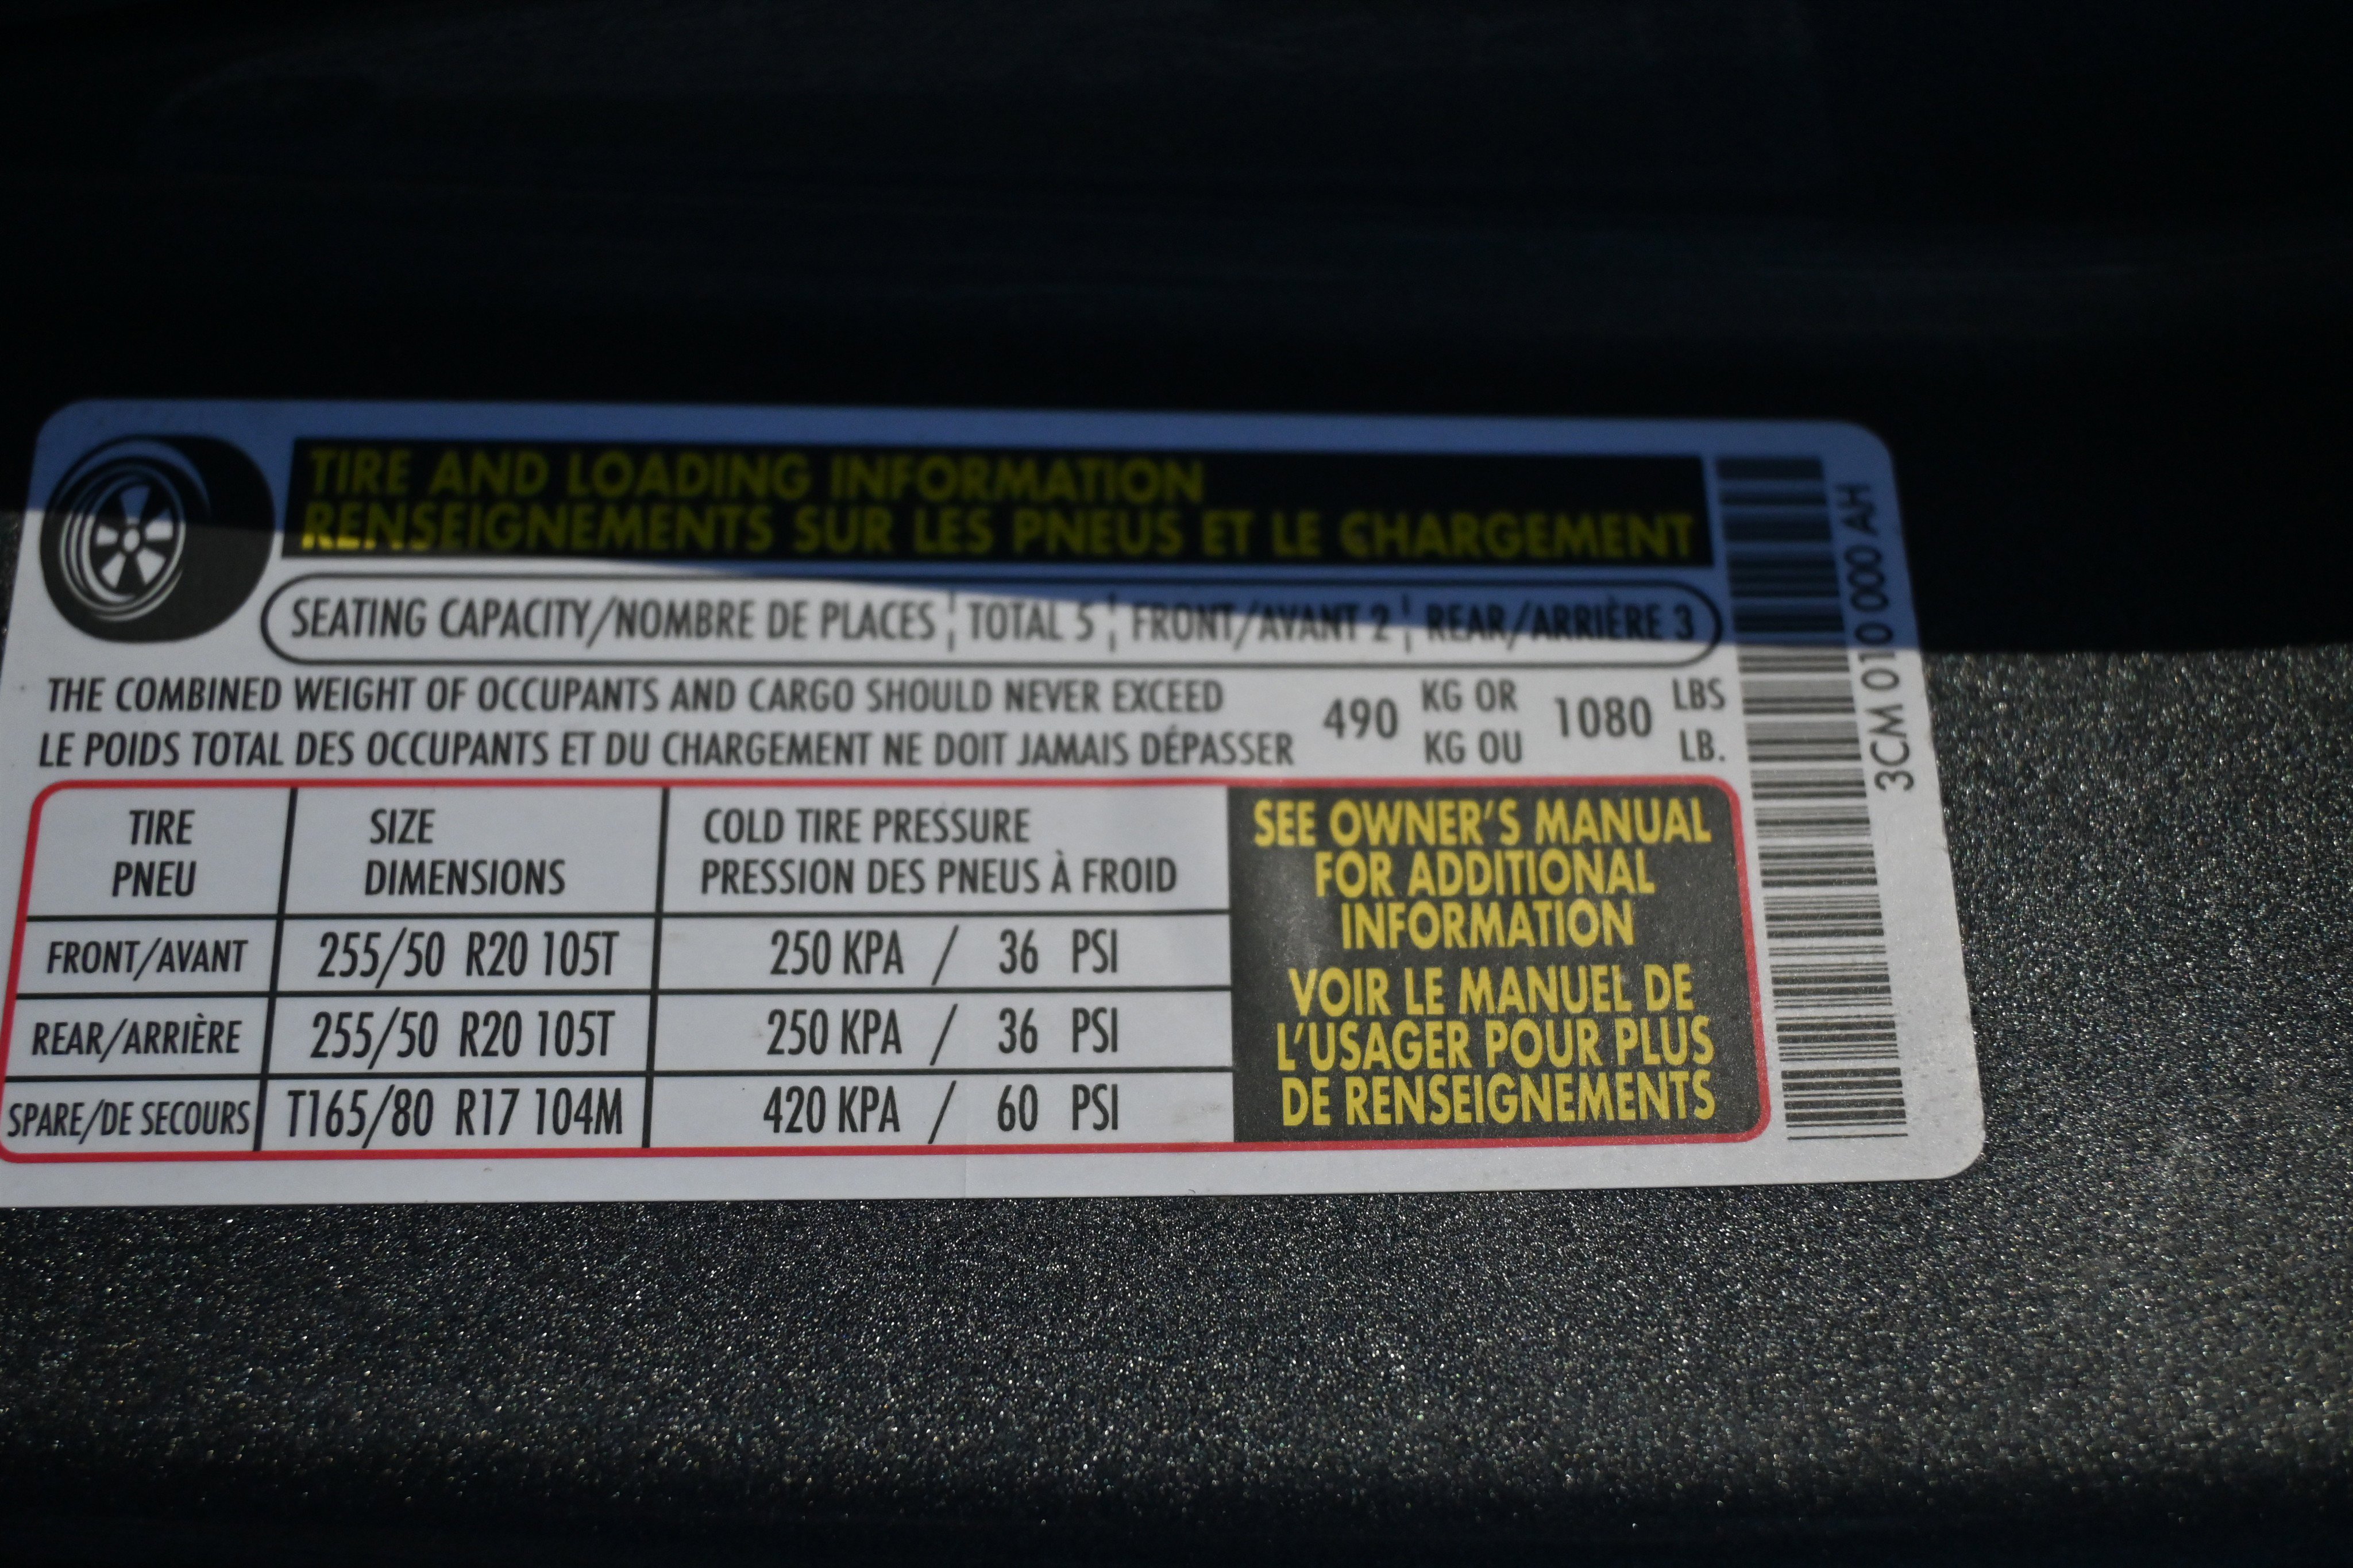 TIRE AND LOADING INFORMATION
RENSEIGNEMENTS SUR LES PNEUS ET LE CHARGEMENT
SEATING CAPACITY/NOMBRE DE PLACES ¦ TOTAL 5 ¦ FRONT/AVANT 2 ¦ REAR/ARRIÈRE 3
THE COMBINED WEIGHT OF OCCUPANTS AND CARGO SHOULD NEVER EXCEED 490 KG OR 1080 LBS
LE POIDS TOTAL DES OCCUPANTS ET DU CHARGEMENT NE DOIT JAMAIS DÉPASSER KG OU LB.
TIRE SIZE COLD TIRE PRESSURE
PNEU DIMENSIONS PRESSION DES PNEUS À FROID
FRONT/AVANT 255/50 R20 105T 250 KPA / 36 PSI
REAR/ARRIÈRE 255/50 R20 105T 250 KPA / 36 PSI
SPARE/DE SECOURS T165/80 R17 104M 420 KPA / 60 PSI
SEE OWNER'S MANUAL
FOR ADDITIONAL
INFORMATION
VOIR LE MANUEL DE
L'USAGER POUR PLUS
DE RENSEIGNEMENTS
3CM 010 000 AH